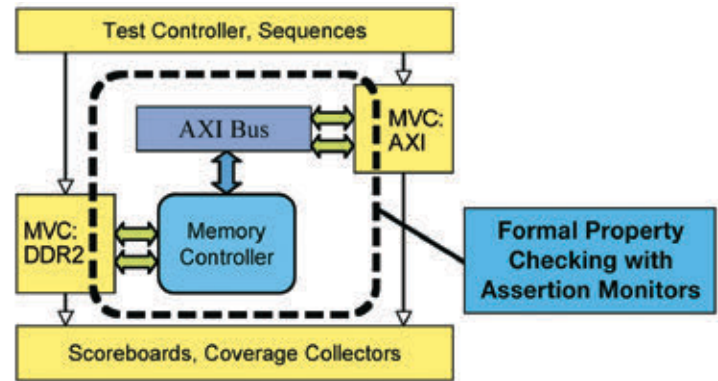 Test Controller, Sequences
AXI Bus
MVC:
AXI
MVC:
DDR2
Memory
Controller
Formal Property
Checking with
Assertion Monitors
Scoreboards, Coverage Collectors